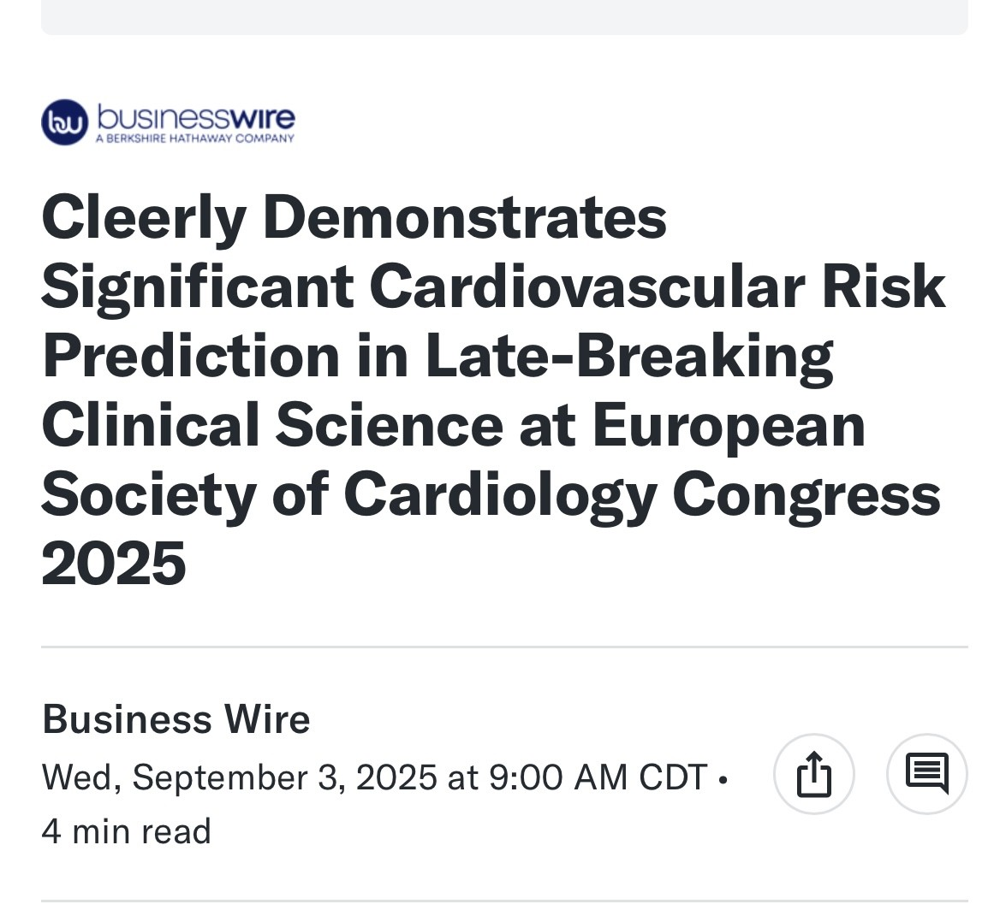 bw businesswire
A BERKSHIRE HATHAWAY COMPANY
Cleerly Demonstrates
Significant Cardiovascular Risk
Prediction in Late-Breaking
Clinical Science at European
Society of Cardiology Congress
2025
Business Wire
Wed, September 3, 2025 at 9:00 AM CDT •
4 min read